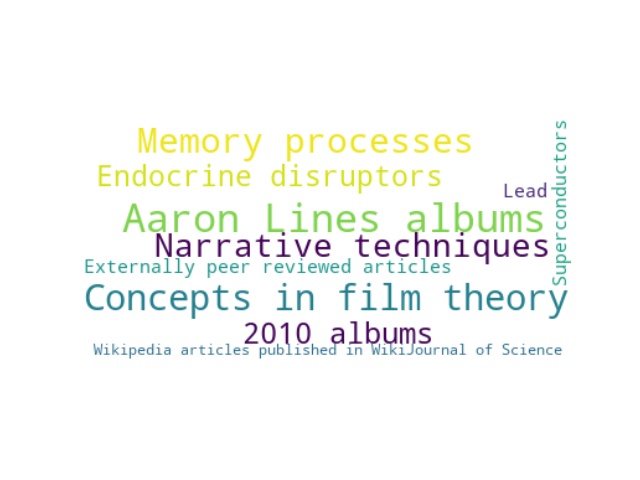 Memory processes
Endocrine disruptors
Lead
Superconductors
Aaron Lines albums
Narrative techniques
Externally peer reviewed articles
Concepts in film theory
2010 albums
Wikipedia articles published in WikiJournal of Science